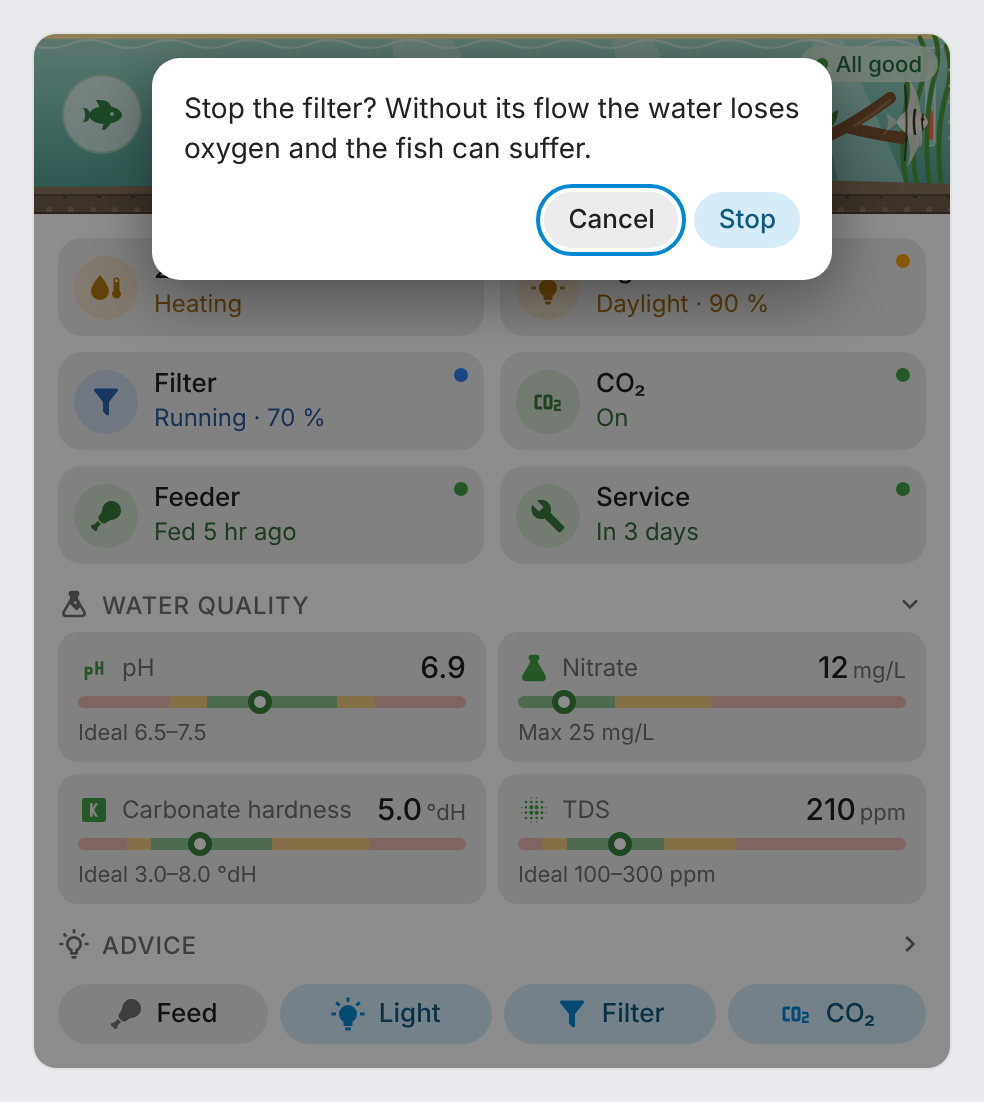 All good
Stop the filter? Without its flow the water loses
oxygen and the fish can suffer.
Cancel
Stop
Heating
Daylight · 90 %
Filter
Running · 70 %
CO₂
CO₂
On
Feeder
Fed 5 hr ago
Service
In 3 days
WATER QUALITY
pH
pH
6.9
Ideal 6.5–7.5
Nitrate
12 mg/L
Max 25 mg/L
K
Carbonate hardness
5.0 °dH
Ideal 3.0–8.0 °dH
TDS
210 ppm
Ideal 100–300 ppm
ADVICE
Feed
Light
Filter
CO₂
CO₂